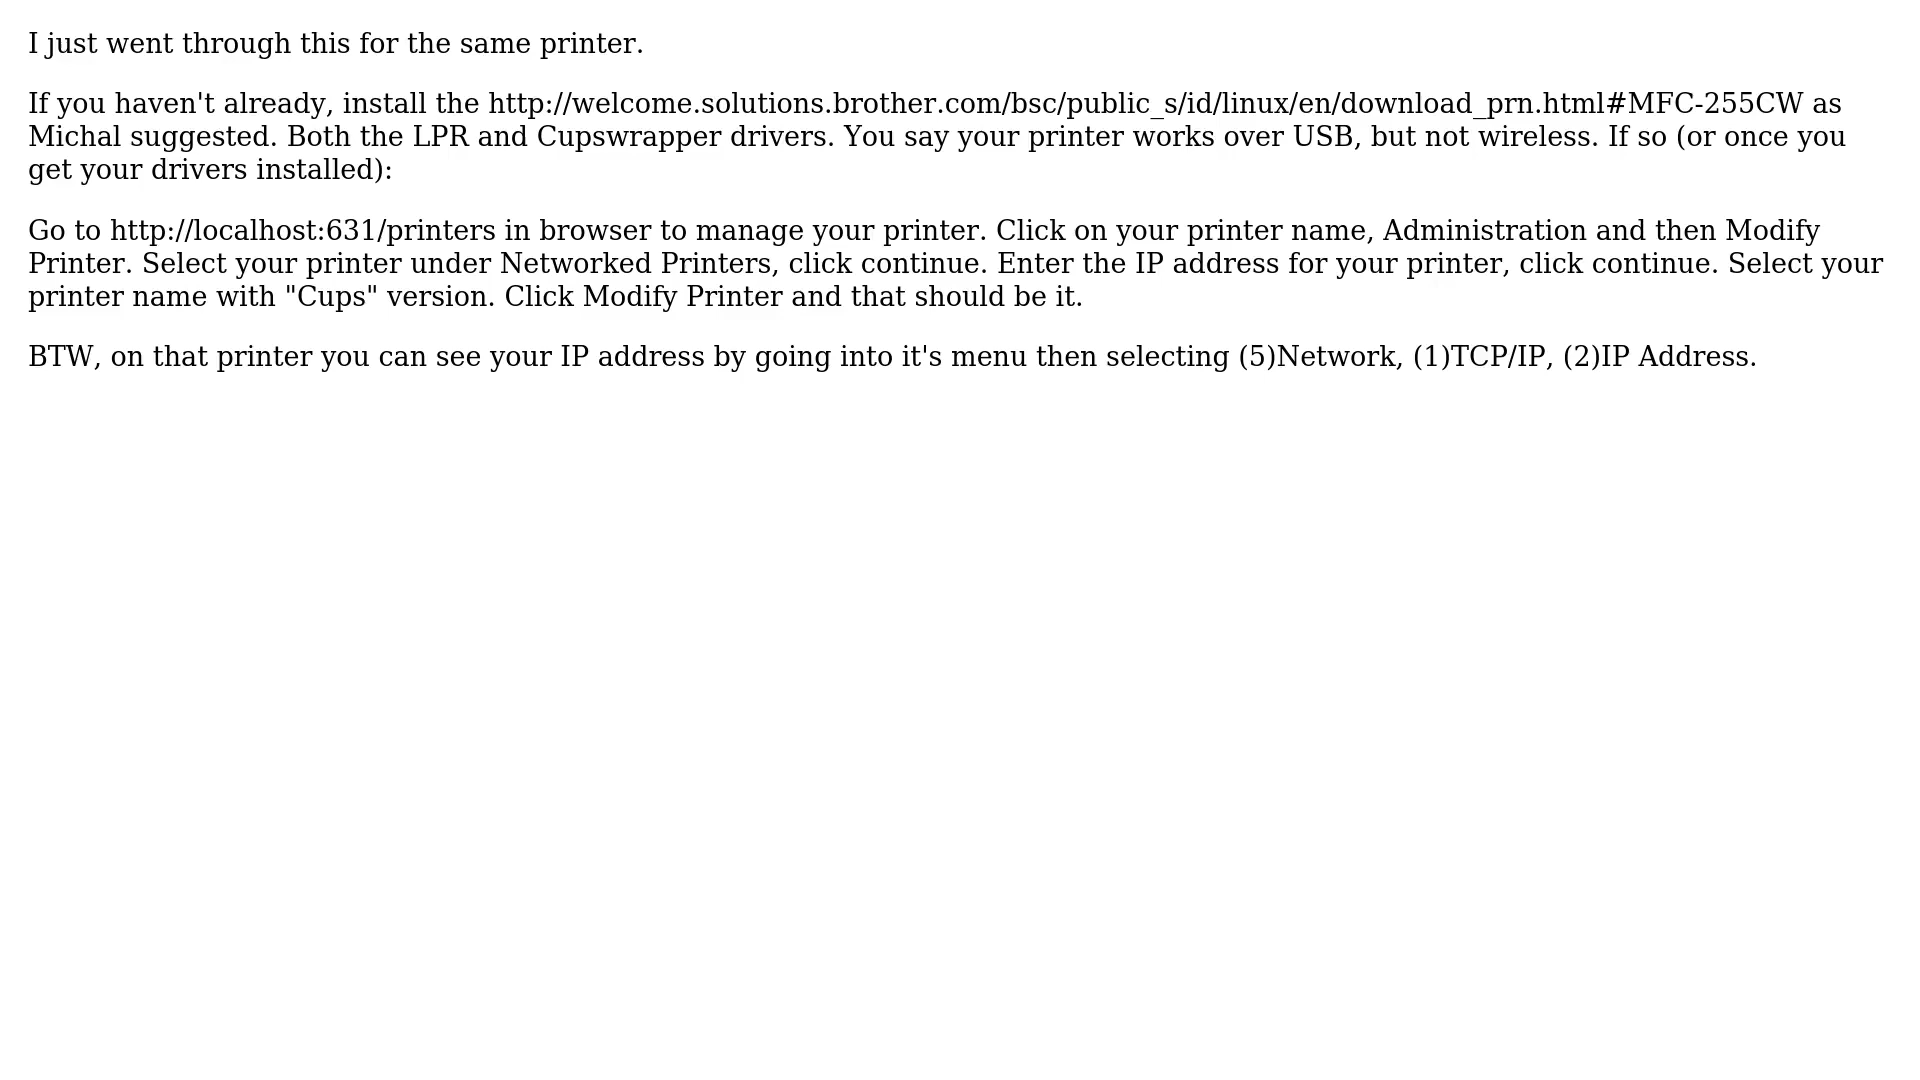 I just went through this for the same printer.
If you haven't already, install the http://welcome.solutions.brother.com/bsc/public_s/id/linux/en/download_prn.html#MFC-255CW as
Michal suggested. Both the LPR and Cupswrapper drivers. You say your printer works over USB, but not wireless. If so (or once you
get your drivers installed):
Go to http://localhost:631/printers in browser to manage your printer. Click on your printer name, Administration and then Modify
Printer. Select your printer under Networked Printers, click continue. Enter the IP address for your printer, click continue. Select your
printer name with "Cups" version. Click Modify Printer and that should be it.
BTW, on that printer you can see your IP address by going into it's menu then selecting (5)Network, (1)TCP/IP, (2)IP Address.